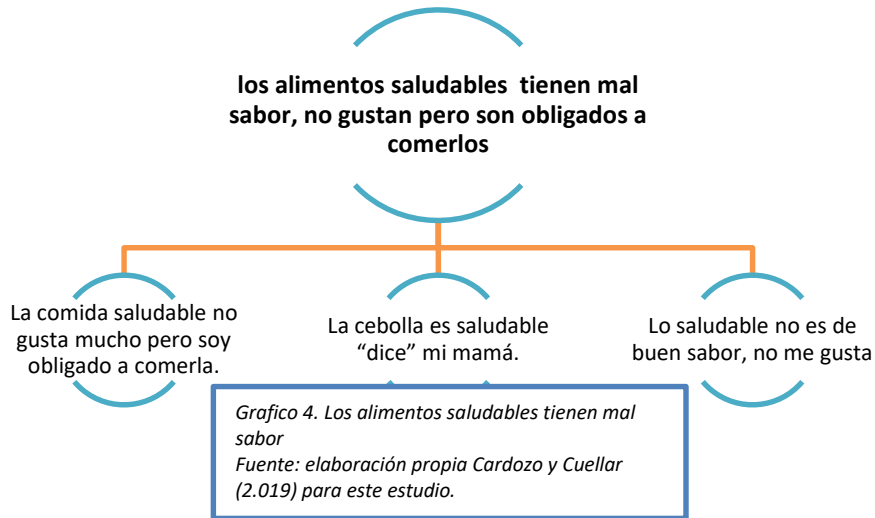 los alimentos saludables tienen mal
sabor, no gustan pero son obligados a
comerlos
La comida saludable no
gusta mucho pero soy
obligado a comerla.
La cebolla es saludable
“dice” mi mamá.
Lo saludable no es de
buen sabor, no me gusta
Grafico 4. Los alimentos saludables tienen mal
sabor
Fuente: elaboración propia Cardozo y Cuellar
(2.019) para este estudio.